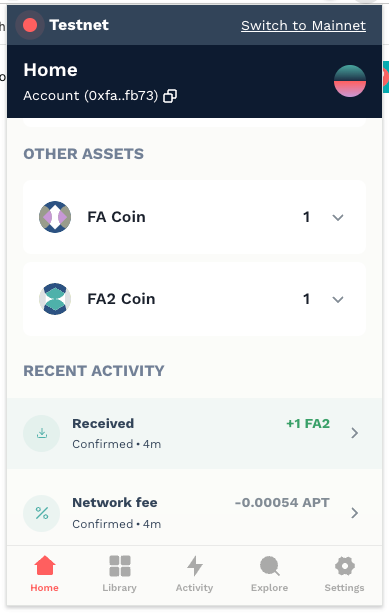 Testnet
Switch to Mainnet
Home
Account (0xfa..fb73)
OTHER ASSETS
FA Coin
1
FA2 Coin
1
RECENT ACTIVITY
Received
+1 FA2
Confirmed • 4m
Network fee
-0.00054 APT
Confirmed • 4m
Home
Library
Activity
Explore
Settings